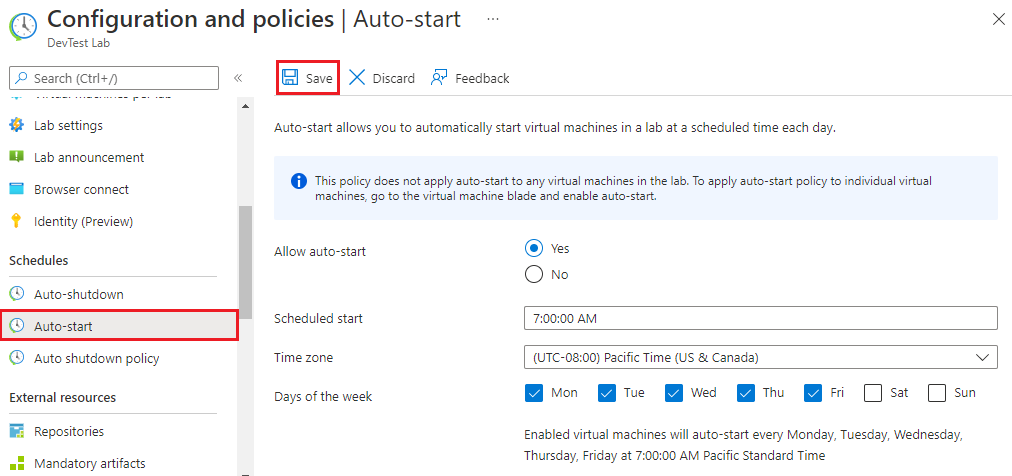 Configuration and policies | Auto-start ...
DevTest Lab
Search (Ctrl+/)
«
Virtual machines per lab
Lab settings
Lab announcement
Browser connect
Identity (Preview)
Schedules
Auto-shutdown
Auto-start
Auto shutdown policy
External resources
Repositories
Mandatory artifacts
Save
Discard
Feedback
Auto-start allows you to automatically start virtual machines in a lab at a scheduled time each day.
This policy does not apply auto-start to any virtual machines in the lab. To apply auto-start policy to individual virtual
machines, go to the virtual machine blade and enable auto-start.
Allow auto-start
Yes
No
Scheduled start
7:00:00 AM
Time zone
(UTC-08:00) Pacific Time (US & Canada)
Days of the week
Mon Tue Wed Thu Fri Sat Sun
Enabled virtual machines will auto-start every Monday, Tuesday, Wednesday,
Thursday, Friday at 7:00:00 AM Pacific Standard Time